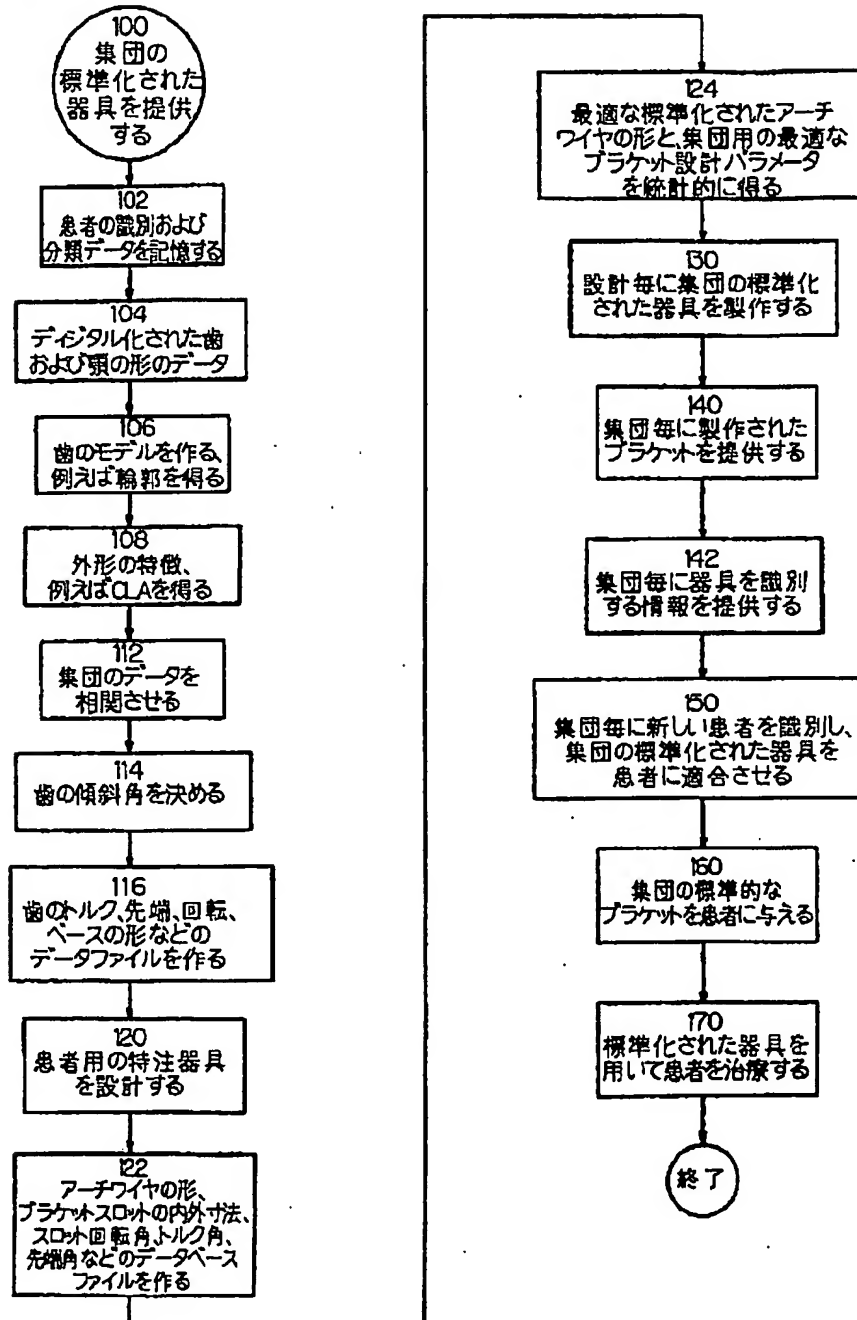 100
集団の
標準化された
器具を提供
する
102
患者の識別および
分類データを記憶する
104
ディジタル化された歯
および顎の形のデータ
106
歯のモデルを作る、
例えば輪郭を得る
108
外形の特徴、
例えばCLAを得る
112
集団のデータを
相関させる
114
歯の傾斜角を決める
116
歯のトルク、先端、回転、
ベースの形などの
データファイルを作る
120
患者用の特注器具
を設計する
122
アーチワイヤの形、
ブラケットスロットの内外寸法、
スロット回転角、トルク角、
先端角などのデータベース
ファイルを作る
124
最適な標準化されたアーチ
ワイヤの形と、集団用の最適な
ブラケット設計パラメータ
を統計的に得る
130
設計毎に集団の標準化
された器具を製作する
140
集団毎に製作された
ブラケットを提供する
142
集団毎に器具を識別
する情報を提供する
150
集団毎に新しい患者を識別し、
集団の標準化された器具を
患者に適合させる
160
集団の標準的な
ブラケットを患者に与える
170
標準化された器具を
用いて患者を治療する
終了